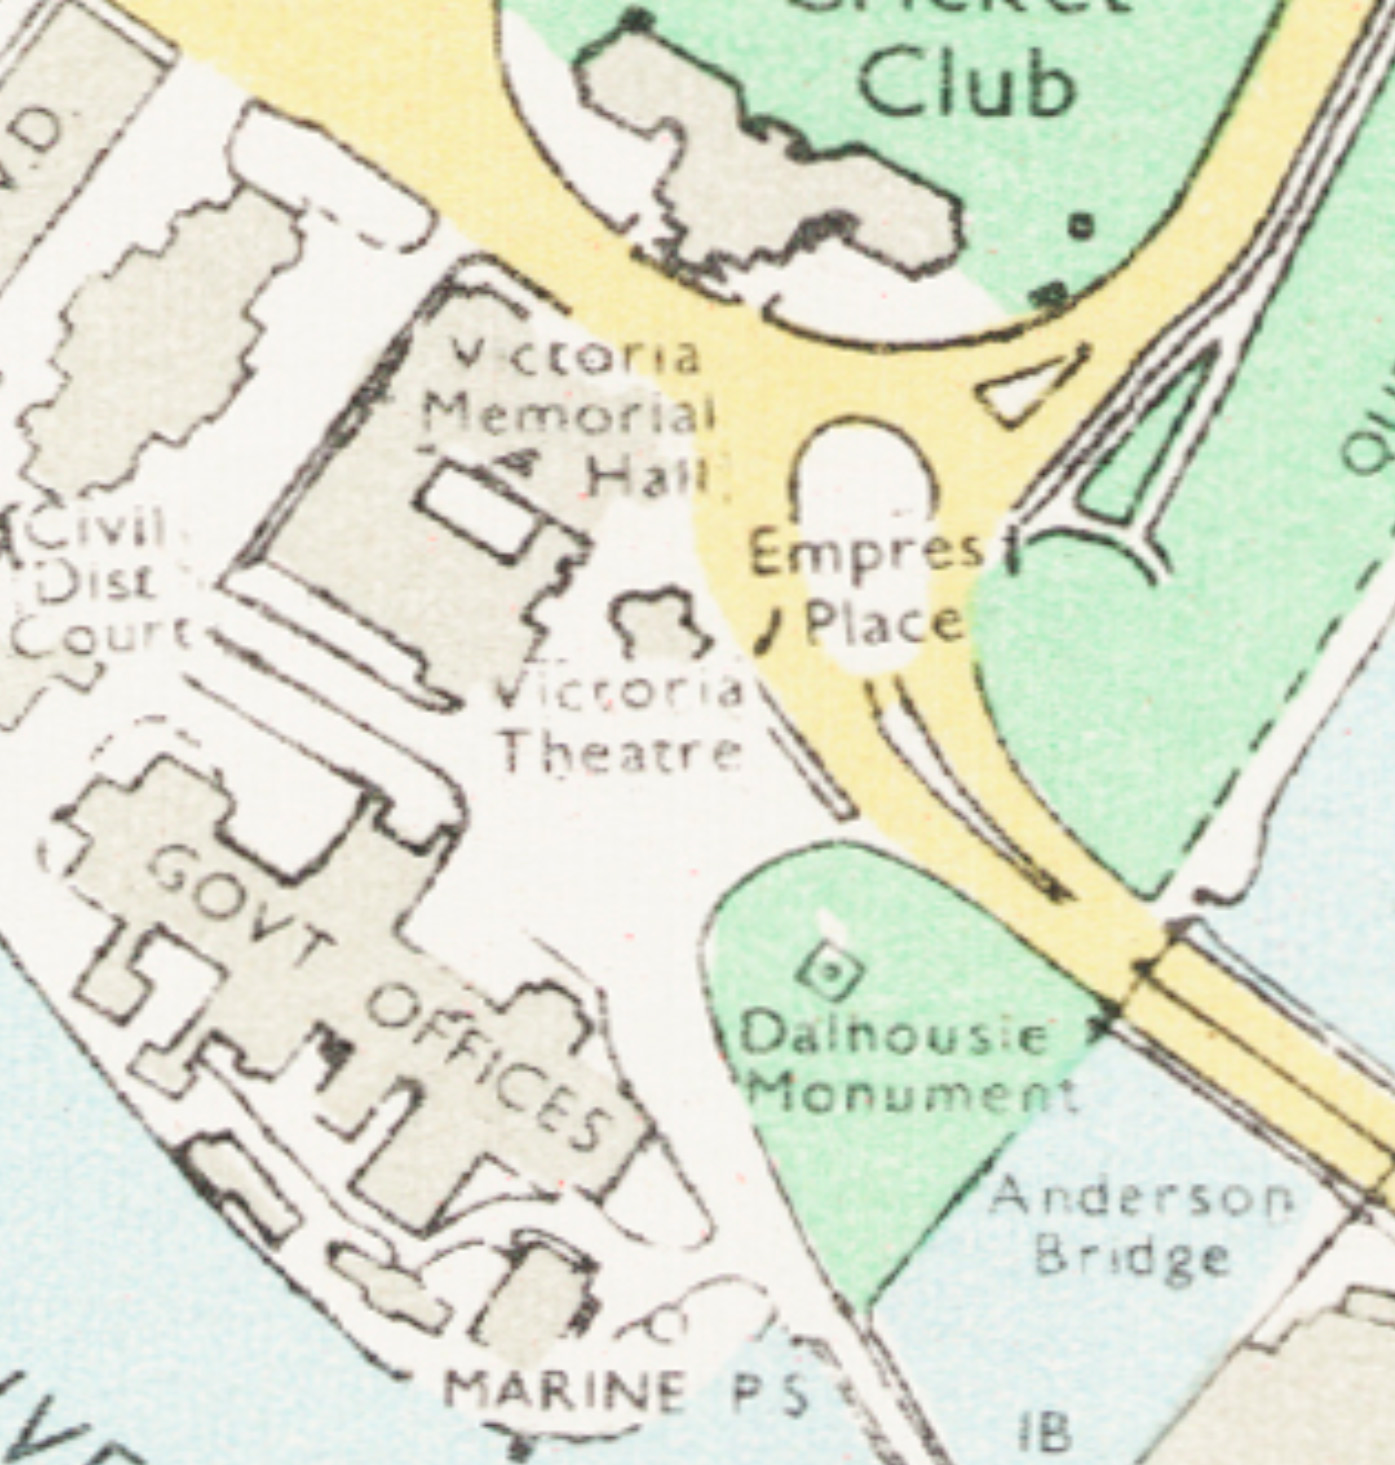 Cricket
Club
V.D.
Victoria
Memorial
Hall
Civil
Dist
Court
Empress
Place
Victoria
Theatre
GOVT
OFFICES
Dalhousie
Monument
Anderson
Bridge
MARINE P S
IB